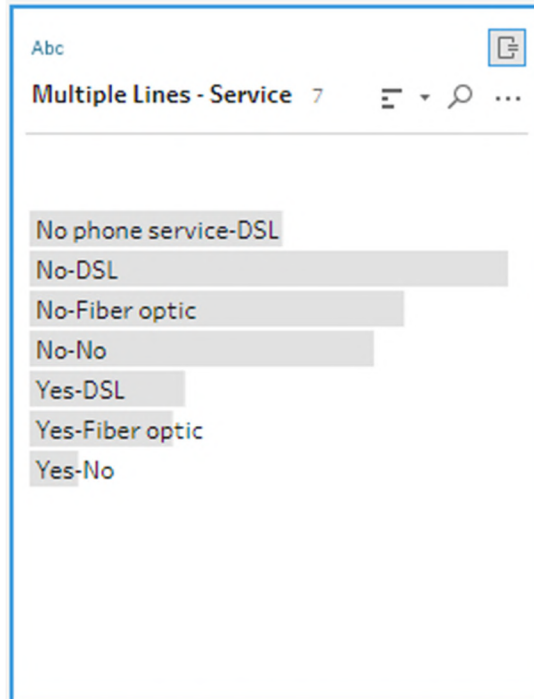 Abc
Multiple Lines - Service 7
No phone service-DSL
No-DSL
No-Fiber optic
No-No
Yes-DSL
Yes-Fiber optic
Yes-No